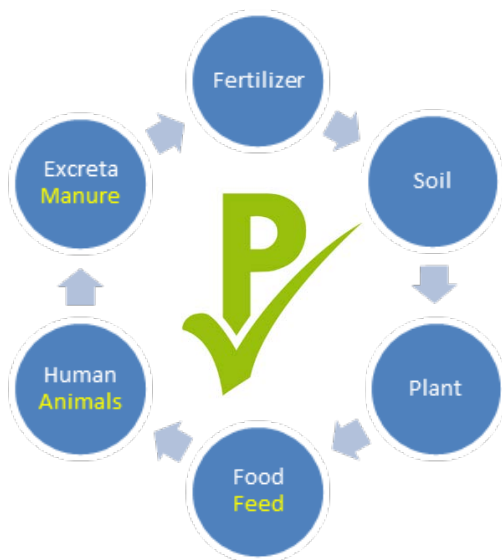 Fertilizer
Soil
Plant
Food
Feed
Human
Animals
Excreta
Manure
P